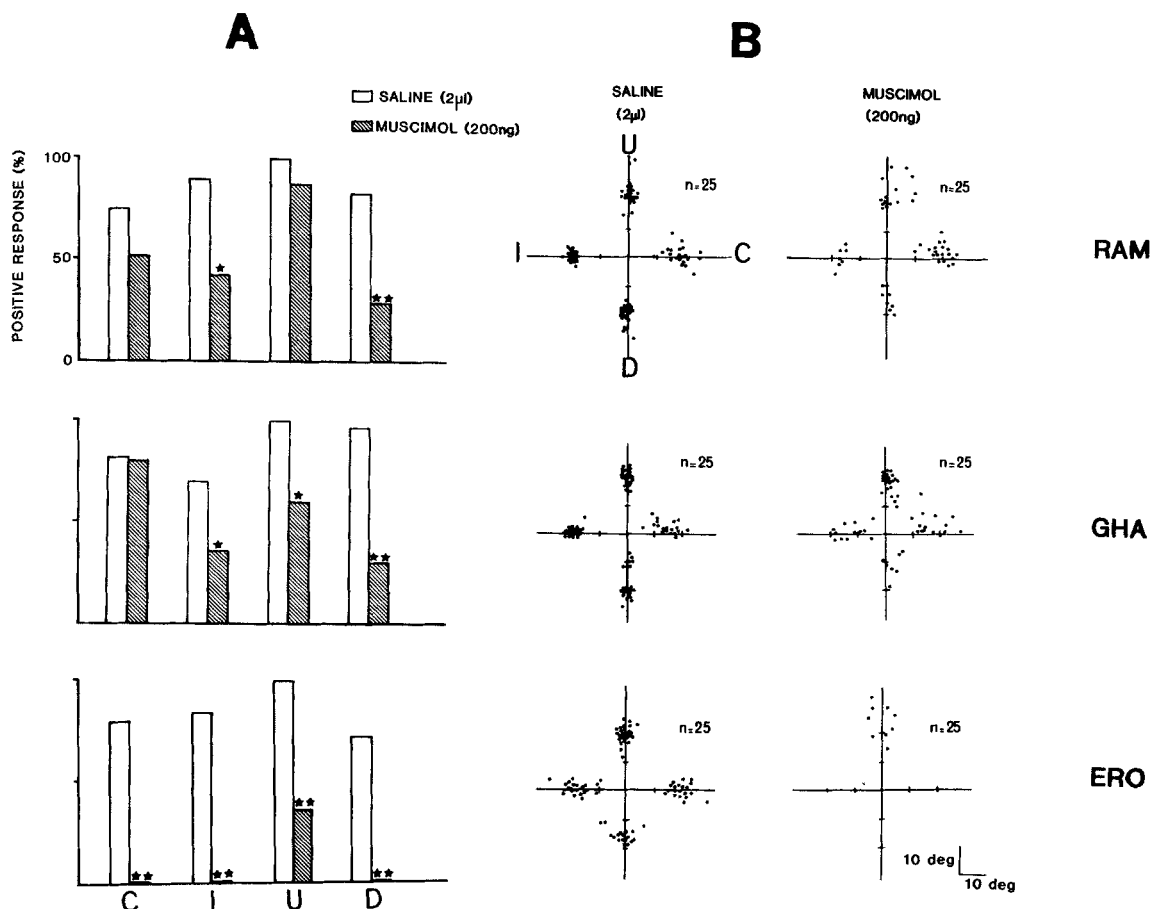 A
B
SALINE (2µl)
MUSCIMOL (200ng)
POSITIVE RESPONSE (%)
100
50
0
★
★★
SALINE
(2µl)
MUSCIMOL
(200ng)
U
I
C
D
n=25
n=25
RAM
★
★
★★
n=25
n=25
GHA
★★
★★
★★
★★
C
I
U
D
n=25
n=25
ERO
10 deg
10 deg